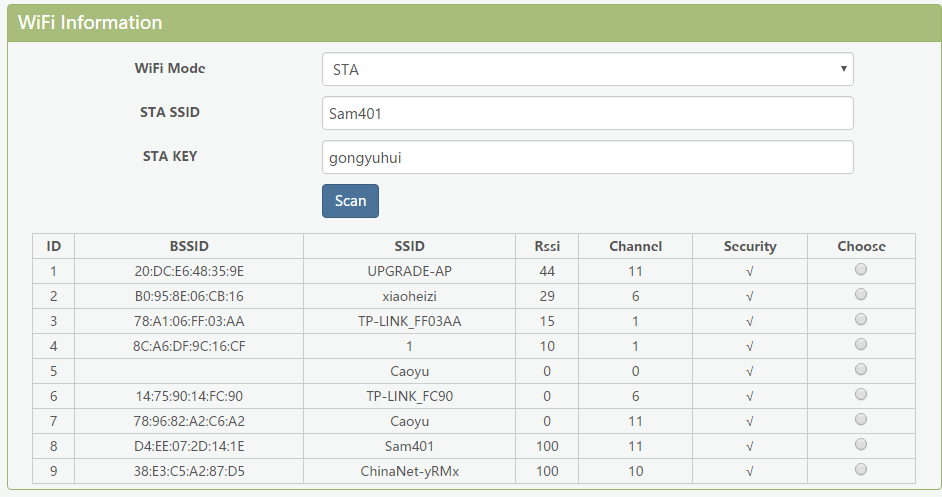 WiFi Information
WiFi Mode STA
STA SSID Sam401
STA KEY gongyuhui
Scan
ID BSSID SSID Rssi Channel Security Choose
1 20:DC:E6:48:35:9E UPGRADE-AP 44 11 √
2 B0:95:8E:06:CB:16 xiaoheizi 29 6 √
3 78:A1:06:FF:03:AA TP-LINK_FF03AA 15 1 √
4 8C:A6:DF:9C:16:CF 1 10 1 √
5 Caoyu 0 0 √
6 14:75:90:14:FC:90 TP-LINK_FC90 0 6 √
7 78:96:82:A2:C6:A2 Caoyu 0 11 √
8 D4:EE:07:2D:14:1E Sam401 100 11 √
9 38:E3:C5:A2:87:D5 ChinaNet-yRMx 100 10 √